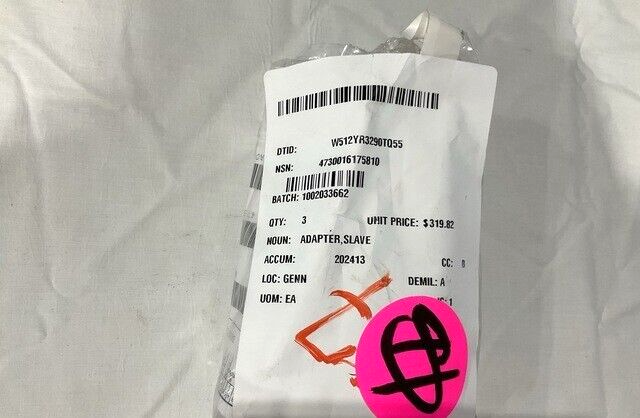 DTID: W512YR3290TQ55
NSN: 4730016175810
BATCH: 1002033662
QTY: 3 UNIT PRICE: $319.82
NOUN: ADAPTER,SLAVE
ACCUM: 202413 CC:
LOC: GENN DEMIL: A
UOM: EA